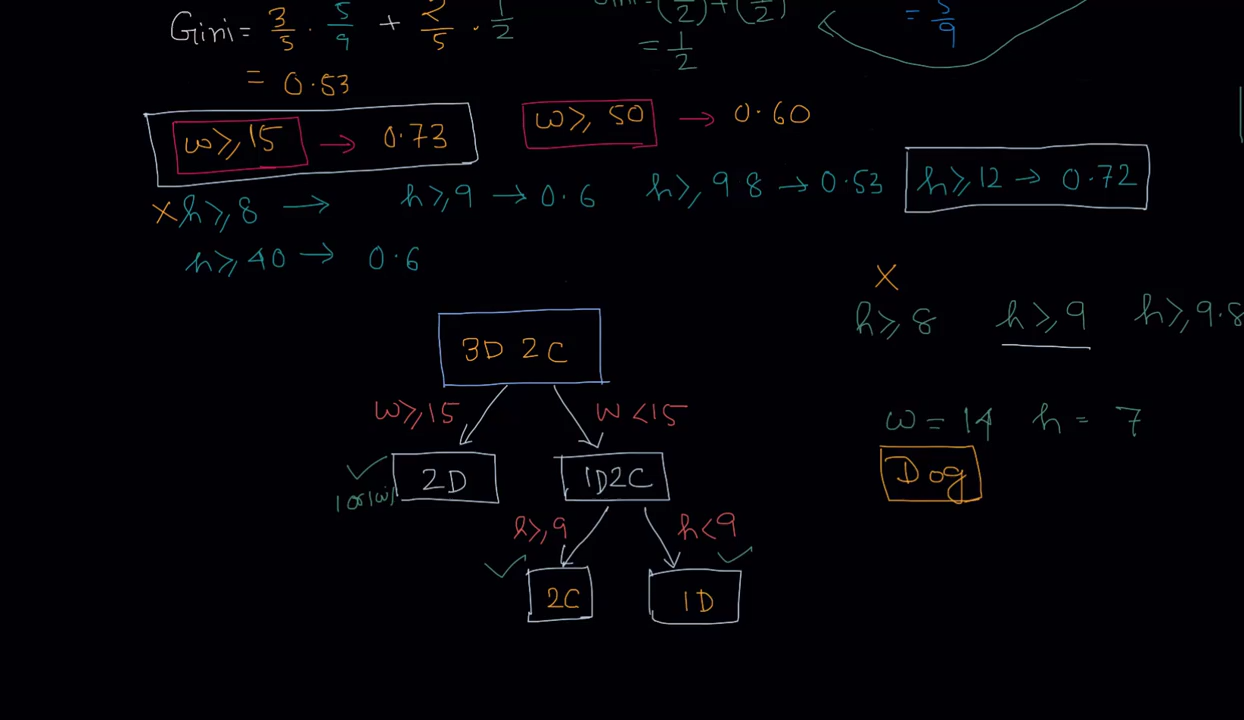 Gini = 3/5 · 5/9 + 2/5 · 1/2
= 0.53
= 1/2
= 5/9
w ≥ 15 → 0.73
w ≥ 50 → 0.60
× h ≥ 8 →
h ≥ 9 → 0.6
h ≥ 9 8 → 0.53
h ≥ 12 → 0.72
h ≥ 40 → 0.6
×
h ≥ 8 h ≥ 9 h ≥ 9.8
3D 2C
w ≥ 15 w < 15
w = 14 h = 7
Dog
2D 1D2C
h ≥ 9 h < 9
2C 1D